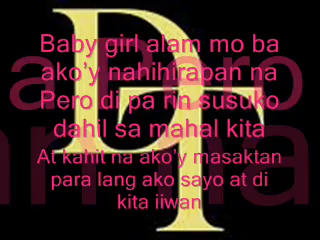 Baby girl alam mo ba
ako'y nahihirapan na
Pero di pa rin susuko
dahil sa mahal kita
At kahit na ako'y masaktan
para lang ako sayo at di
kita iiwan